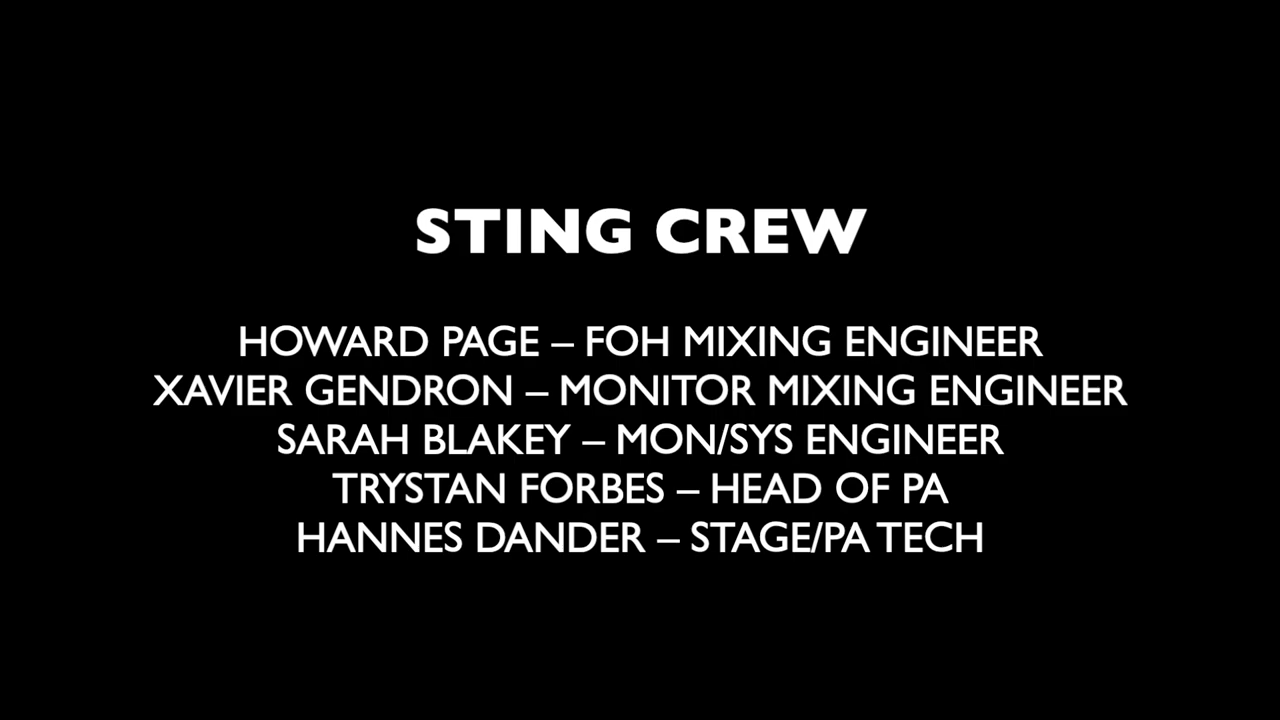 STING CREW
HOWARD PAGE – FOH MIXING ENGINEER
XAVIER GENDRON – MONITOR MIXING ENGINEER
SARAH BLAKEY – MON/SYS ENGINEER
TRYSTAN FORBES – HEAD OF PA
HANNES DANDER – STAGE/PA TECH